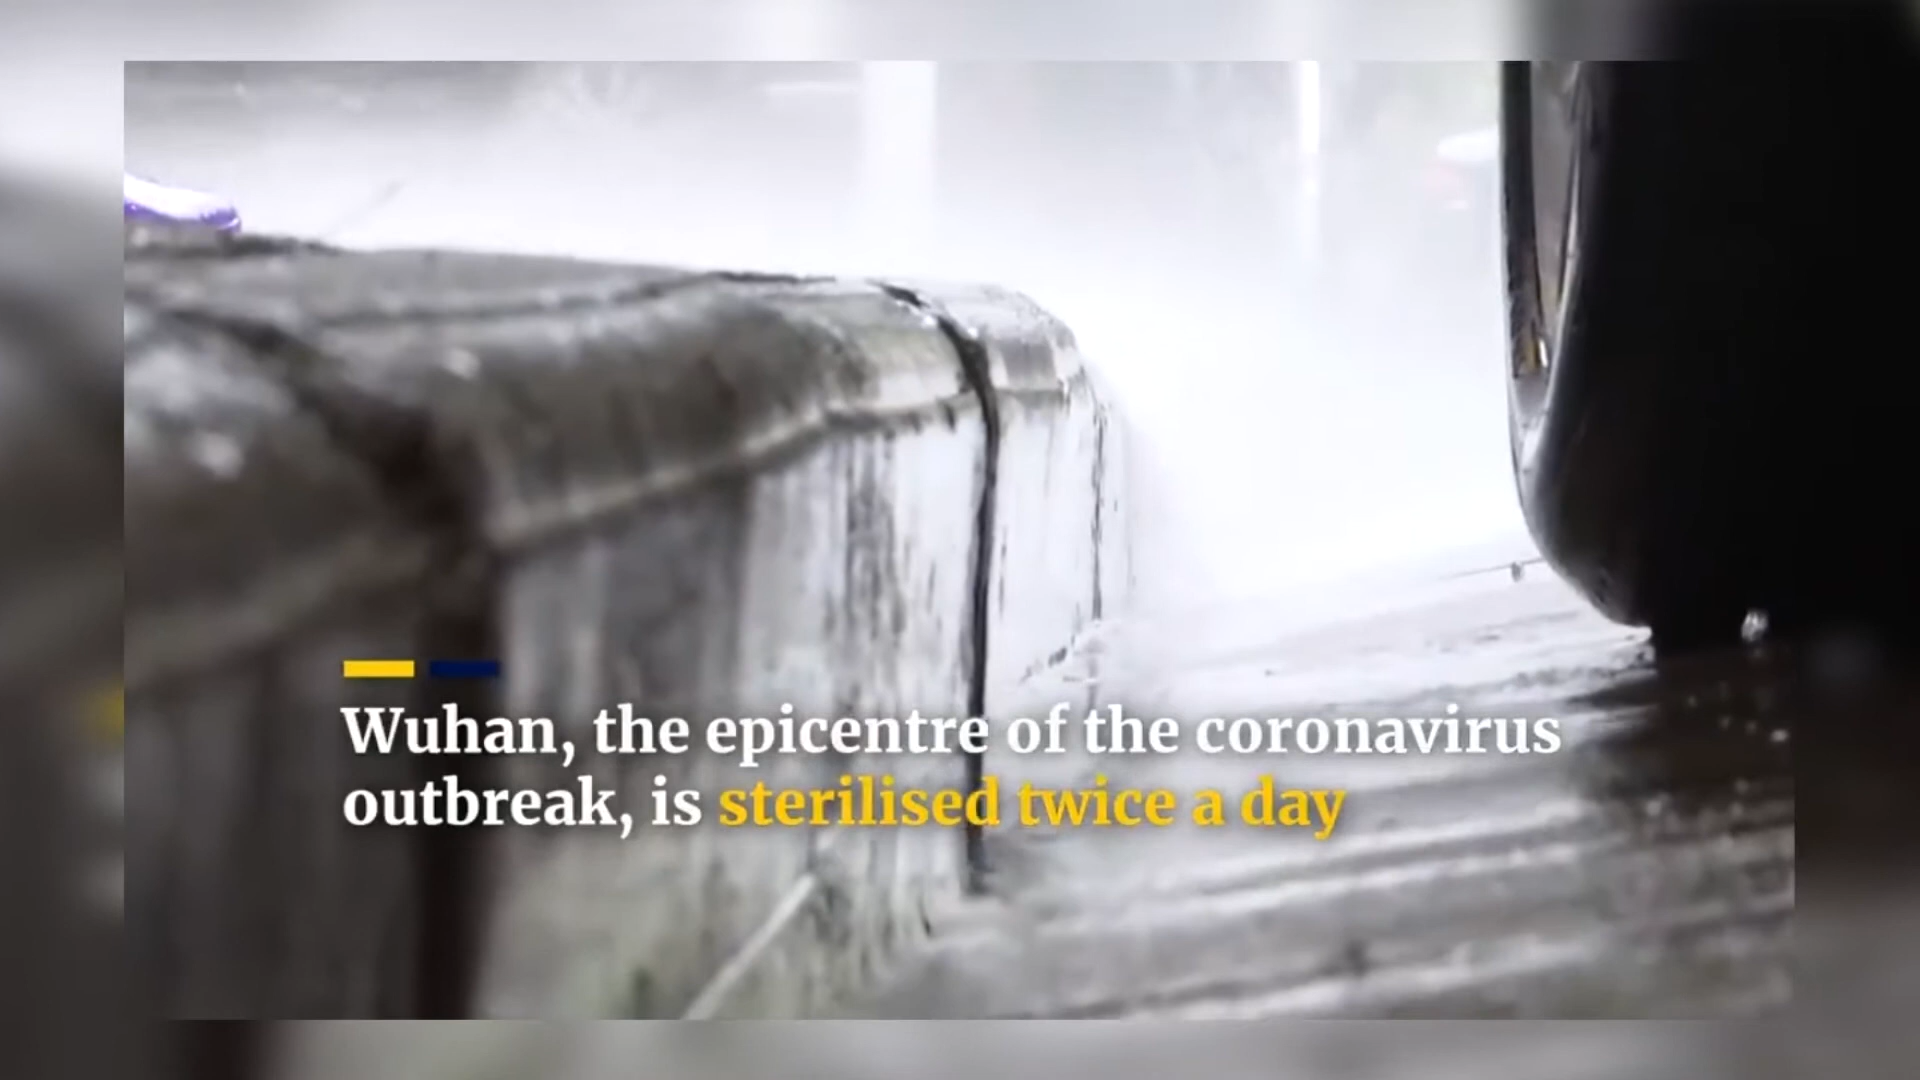 Wuhan, the epicentre of the coronavirus
outbreak, is sterilised twice a day